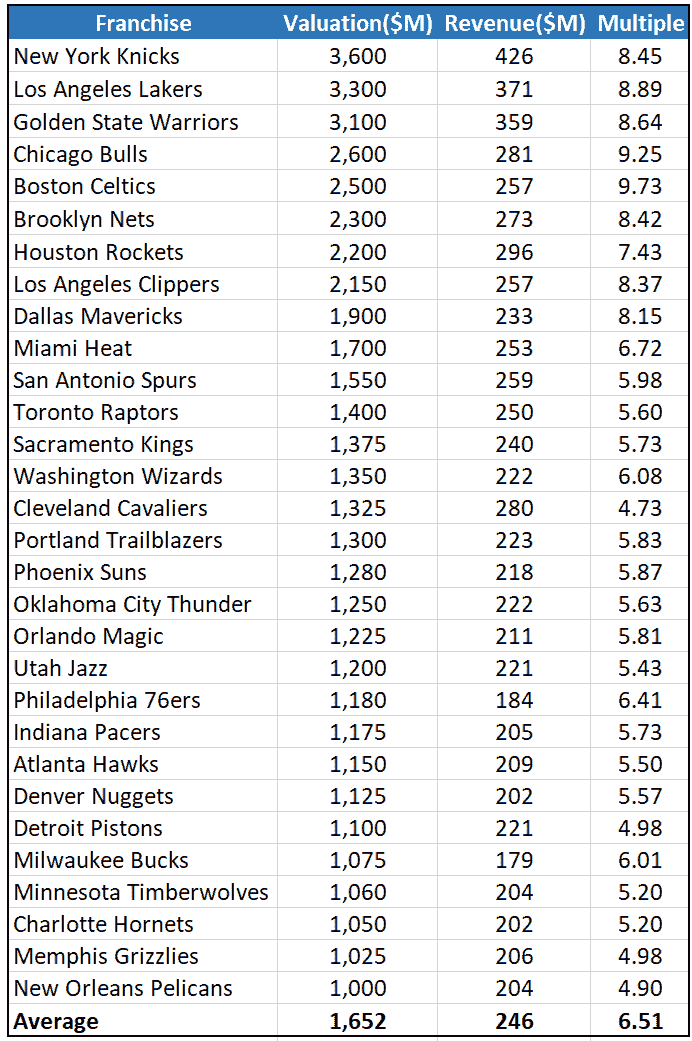 Franchise Valuation($M) Revenue($M) Multiple
New York Knicks 3,600 426 8.45
Los Angeles Lakers 3,300 371 8.89
Golden State Warriors 3,100 359 8.64
Chicago Bulls 2,600 281 9.25
Boston Celtics 2,500 257 9.73
Brooklyn Nets 2,300 273 8.42
Houston Rockets 2,200 296 7.43
Los Angeles Clippers 2,150 257 8.37
Dallas Mavericks 1,900 233 8.15
Miami Heat 1,700 253 6.72
San Antonio Spurs 1,550 259 5.98
Toronto Raptors 1,400 250 5.60
Sacramento Kings 1,375 240 5.73
Washington Wizards 1,350 222 6.08
Cleveland Cavaliers 1,325 280 4.73
Portland Trailblazers 1,300 223 5.83
Phoenix Suns 1,280 218 5.87
Oklahoma City Thunder 1,250 222 5.63
Orlando Magic 1,225 211 5.81
Utah Jazz 1,200 221 5.43
Philadelphia 76ers 1,180 184 6.41
Indiana Pacers 1,175 205 5.73
Atlanta Hawks 1,150 209 5.50
Denver Nuggets 1,125 202 5.57
Detroit Pistons 1,100 221 4.98
Milwaukee Bucks 1,075 179 6.01
Minnesota Timberwolves 1,060 204 5.20
Charlotte Hornets 1,050 202 5.20
Memphis Grizzlies 1,025 206 4.98
New Orleans Pelicans 1,000 204 4.90
Average 1,652 246 6.51